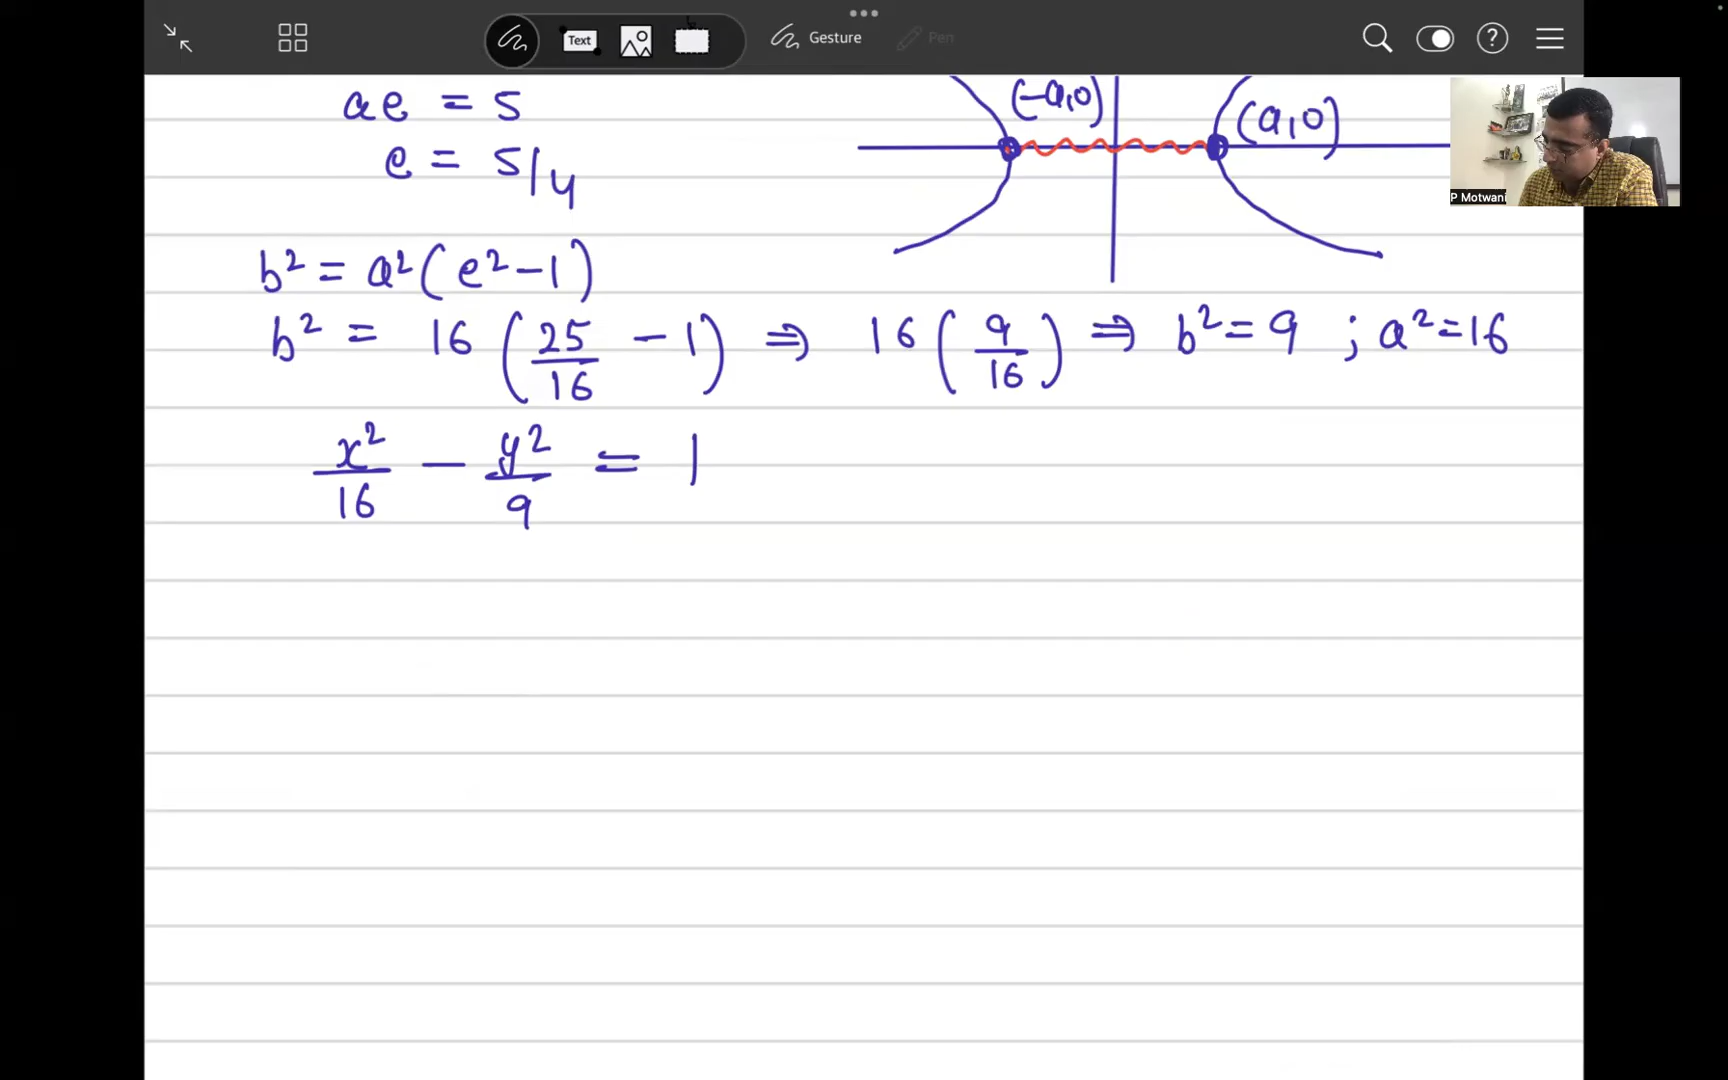 Text Gesture Pen
ae = 5
(-a,0)
(a,0)
e = 5/4
P Motwani
b² = a²(e²-1)
b² = 16 (25/16 - 1) ⇒ 16 (9/16) ⇒ b² = 9 ; a² = 16
x²/16 - y²/9 = 1